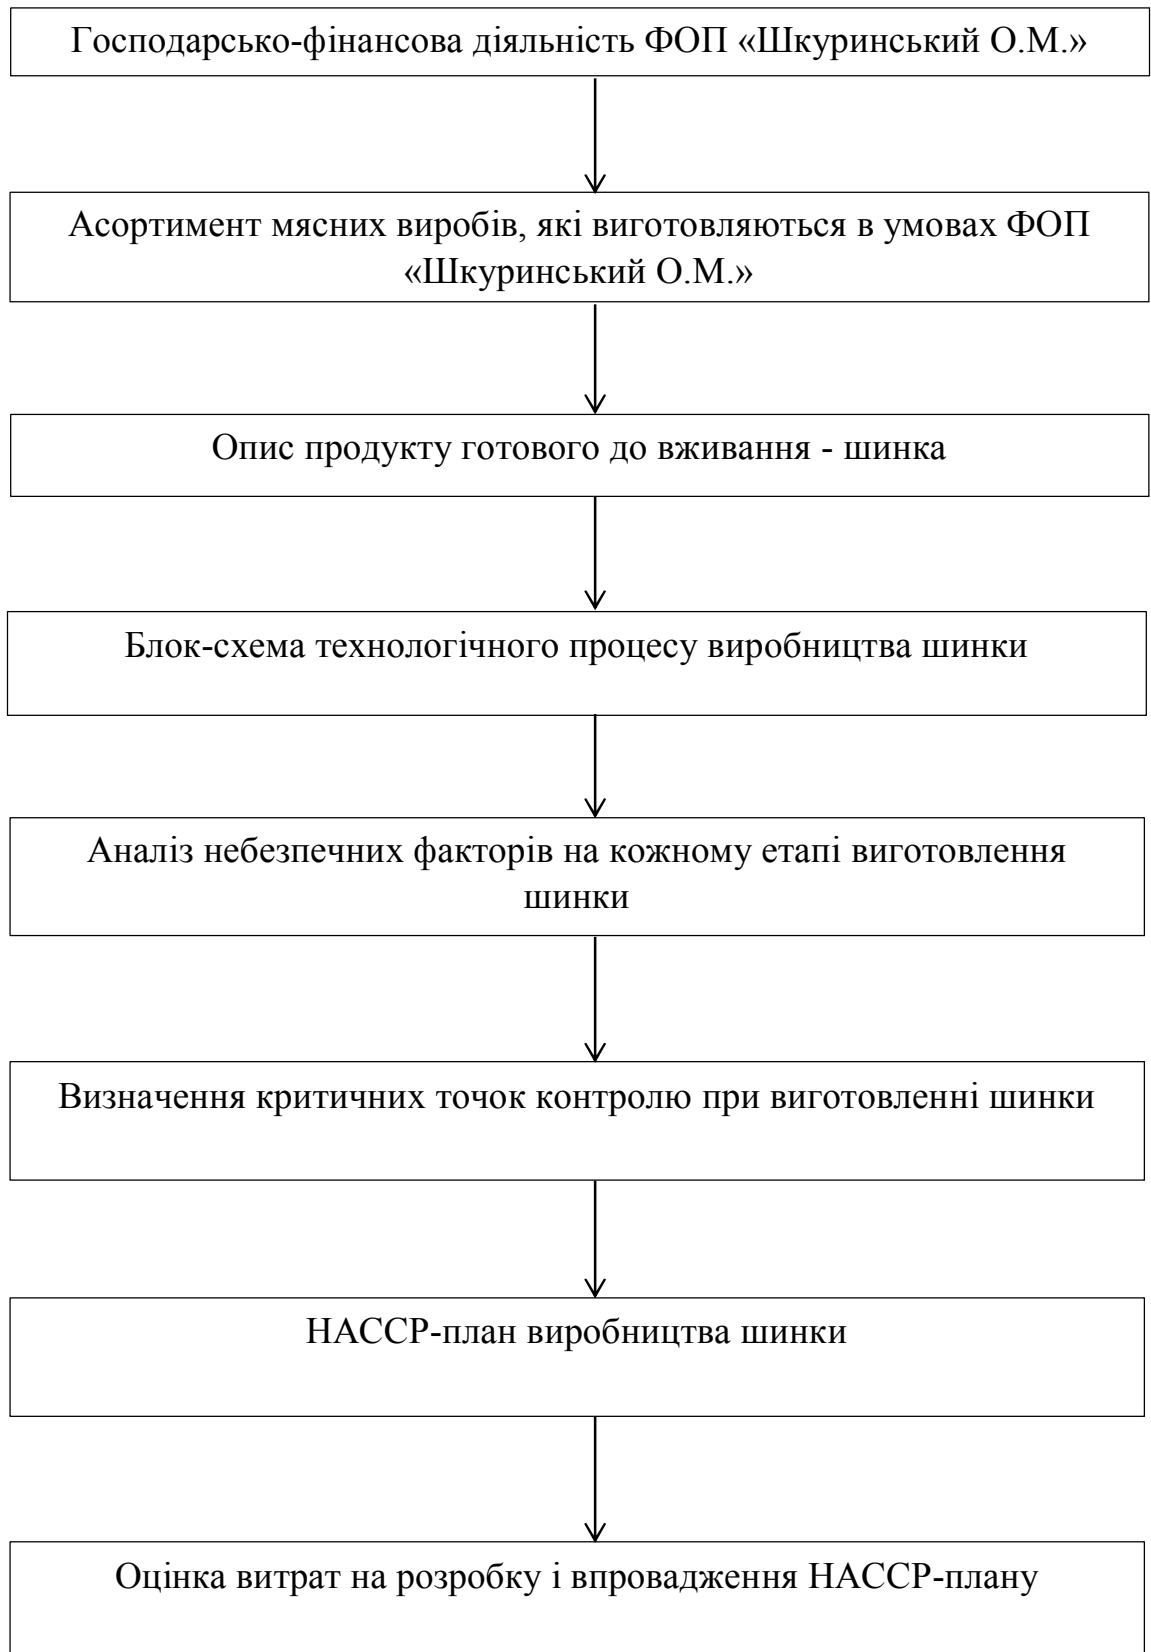 Господарсько-фінансова діяльність ФОП «Шкуринський О.М.»
Асортимент мясних виробів, які виготовляються в умовах ФОП
«Шкуринський О.М.»
Опис продукту готового до вживання - шинка
Блок-схема технологічного процесу виробництва шинки
Аналіз небезпечних факторів на кожному етапі виготовлення
шинки
Визначення критичних точок контролю при виготовленні шинки
НАССР-план виробництва шинки
Оцінка витрат на розробку і впровадження НАССР-плану